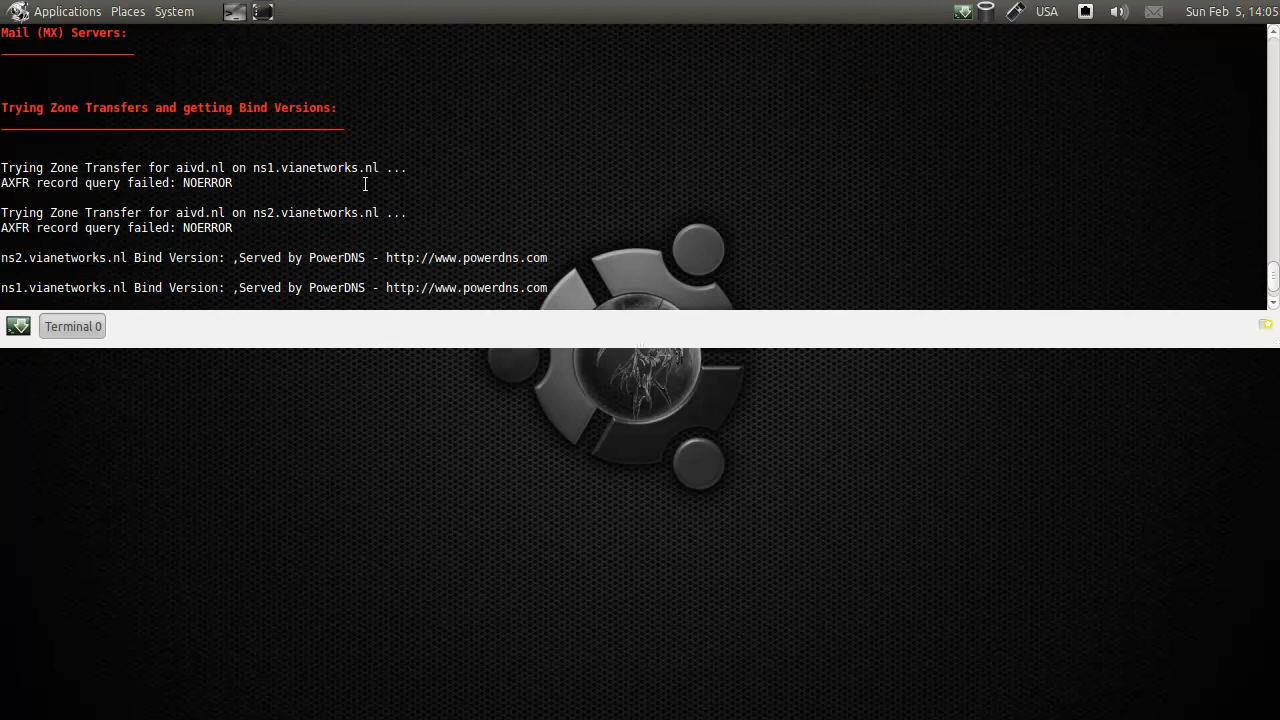 Applications Places System USA Sun Feb 5, 14:05
Mail (MX) Servers:
Trying Zone Transfers and getting Bind Versions:
Trying Zone Transfer for aivd.nl on ns1.vianetworks.nl ...
AXFR record query failed: NOERROR
Trying Zone Transfer for aivd.nl on ns2.vianetworks.nl ...
AXFR record query failed: NOERROR
ns2.vianetworks.nl Bind Version: ,Served by PowerDNS - http://www.powerdns.com
ns1.vianetworks.nl Bind Version: ,Served by PowerDNS - http://www.powerdns.com
Terminal 0